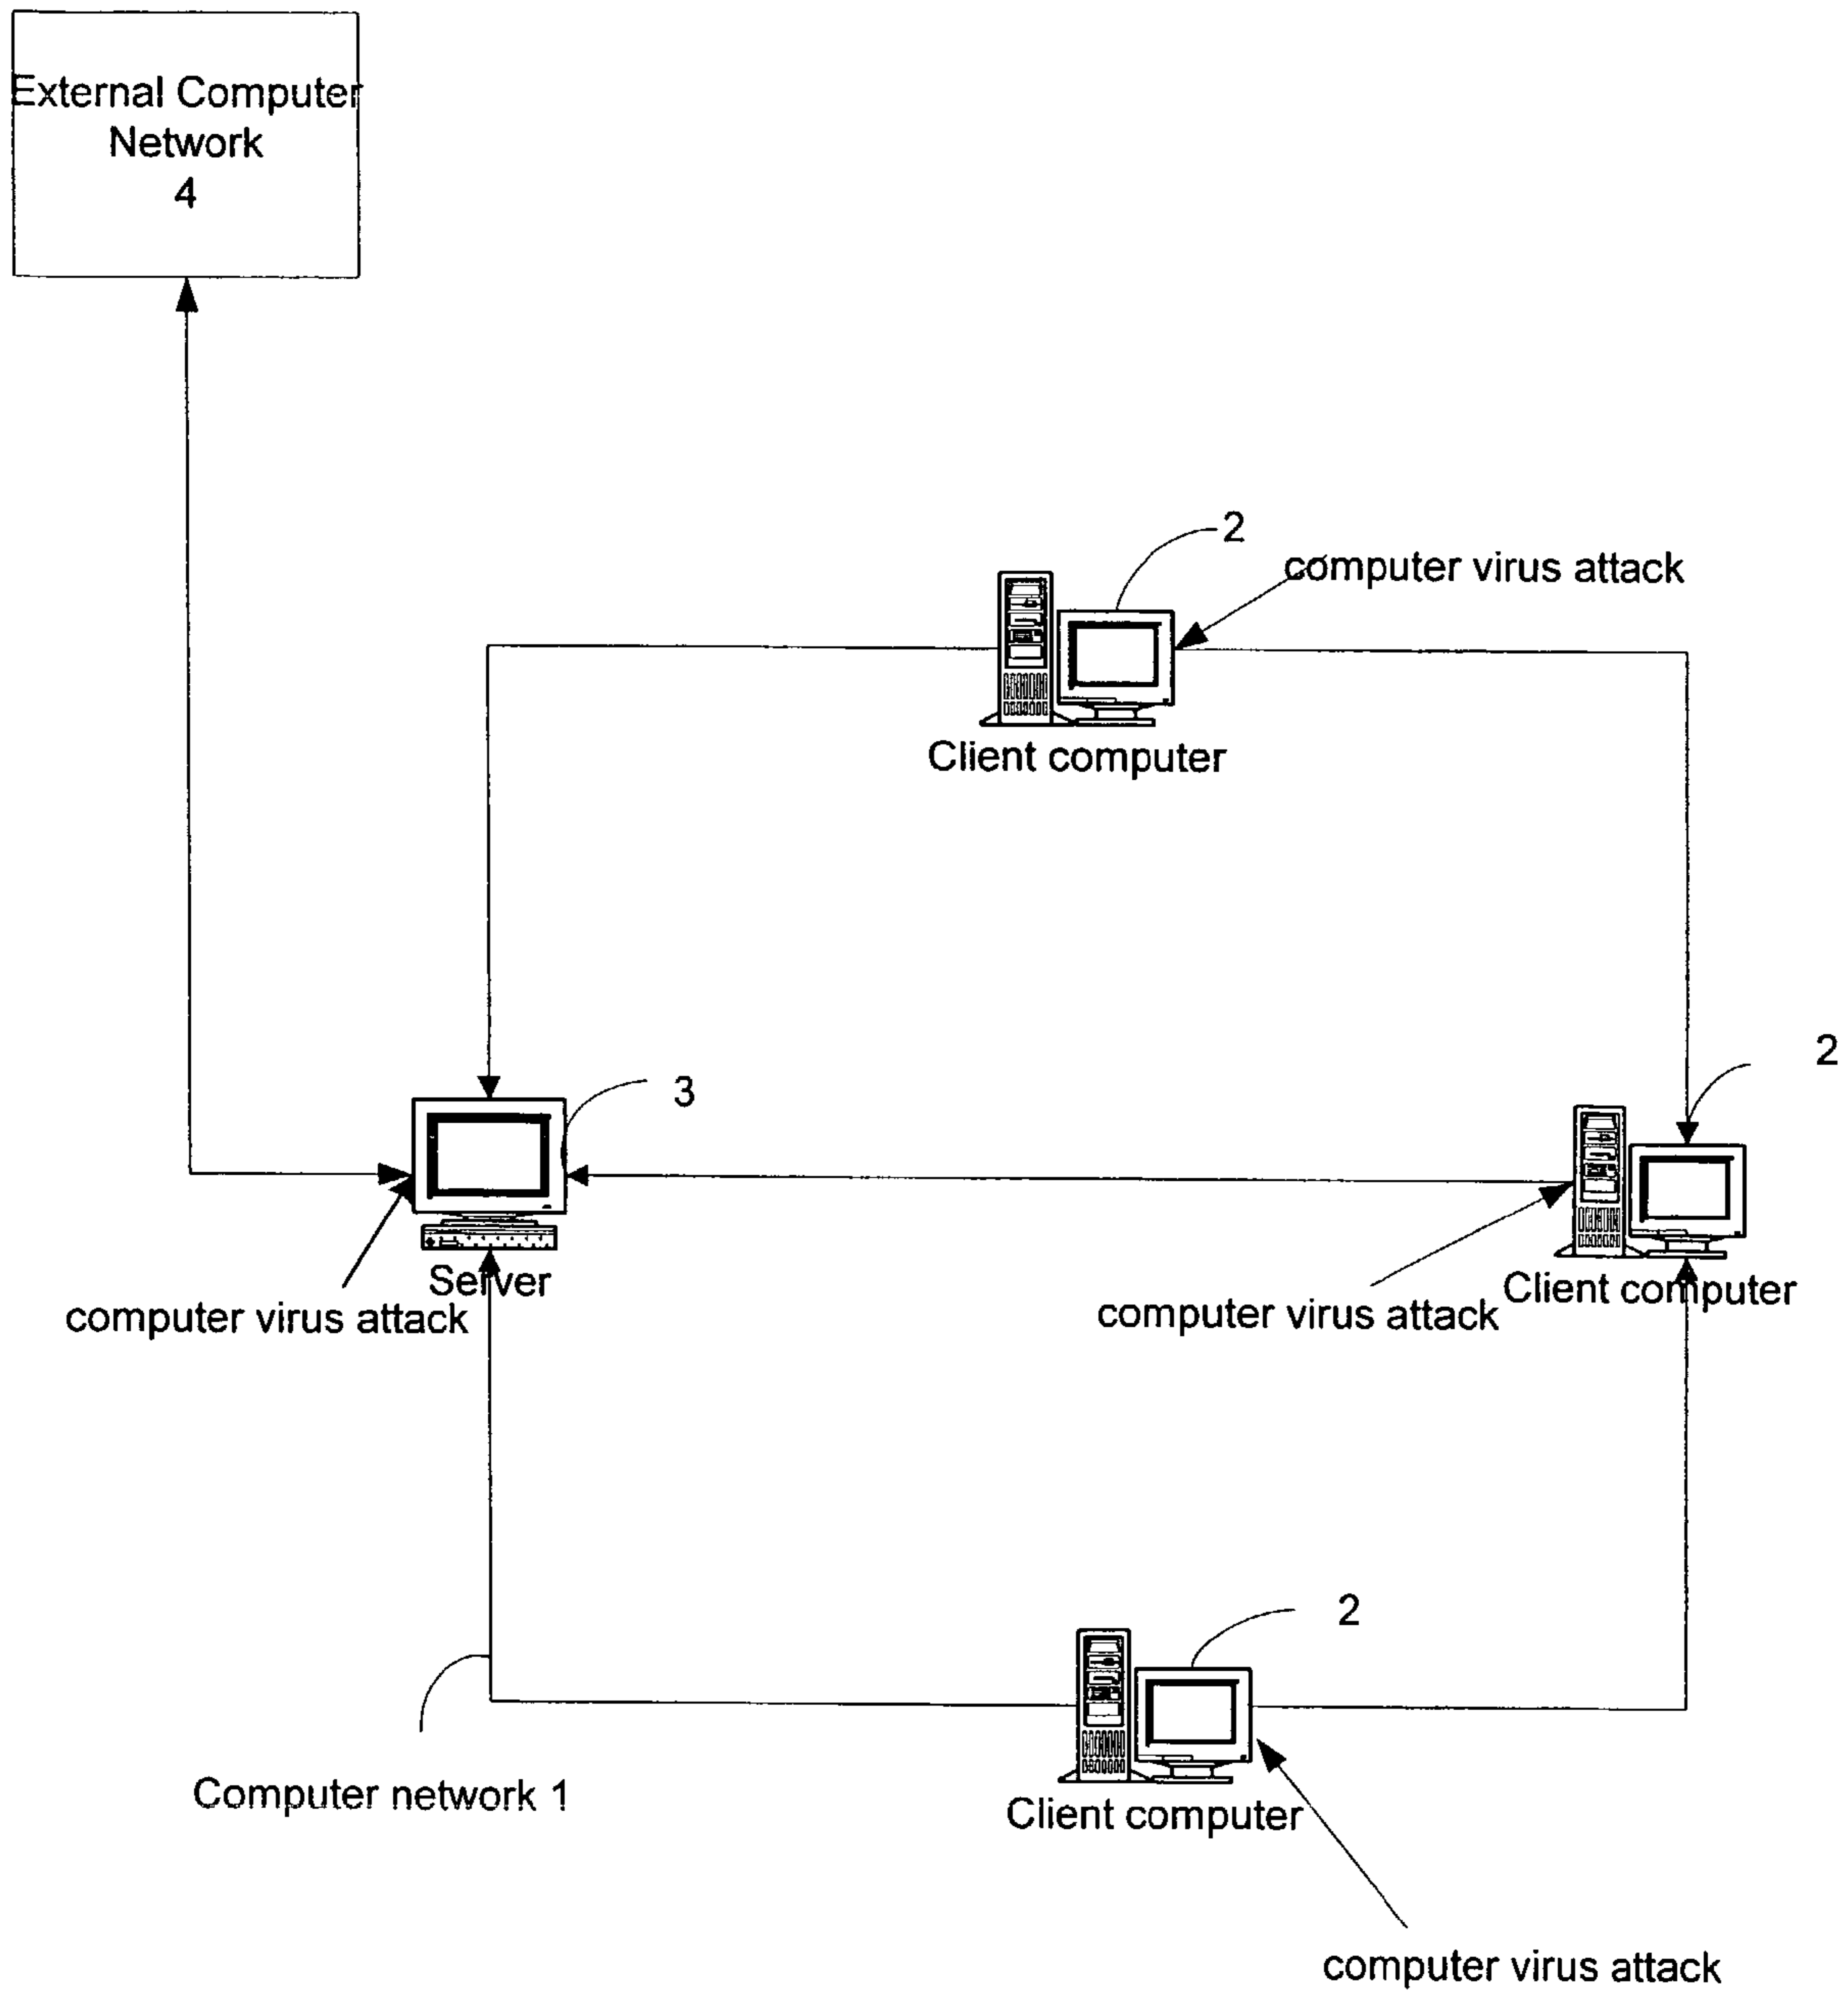 External Computer
Network
4
2
computer virus attack
Client computer
2
3
Server
computer virus attack
Client computer
computer virus attack
2
Computer network 1
Client computer
computer virus attack